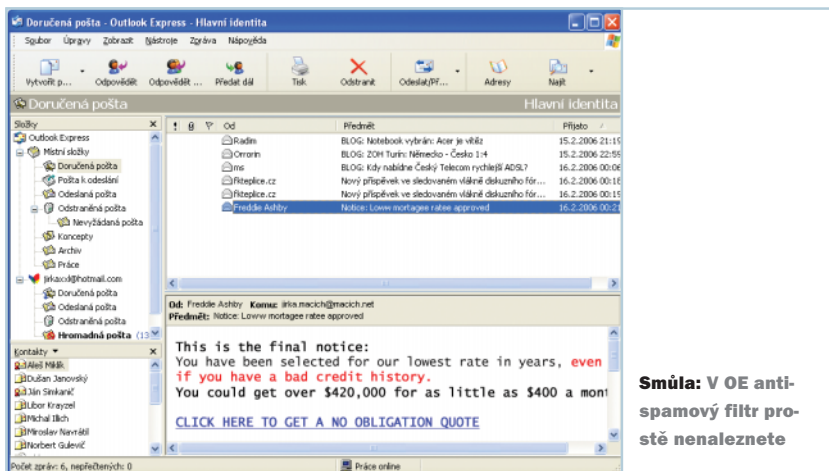 Doručená pošta - Outlook Express - Hlavní identita
Soubor Úpravy Zobrazit Nástroje Zpráva Nápověda
Vytvořit p... Odpovědět Odpovědět ... Předat dál Tisk Odstranit Odeslat/Př... Adresy Najít
Doručená pošta Hlavní identita
Složky
Outlook Express
Místní složky
Doručená pošta
Pošta k odeslání
Odeslaná pošta
Odstraněná pošta
Nevyžádaná pošta
Koncepty
Archiv
Práce
jirkaxxd@hotmail.com
Doručená pošta
Odeslaná pošta
Odstraněná pošta
Hromadná pošta (13
Kontakty
Aleš Miklík
Dušan Janovský
Ján Simkanič
Libor Krayzel
Michal Illich
Miroslav Navrátil
Norbert Gulevič
! Od Předmět Přijato
Radim BLOG: Notebook vybrán: Acer je vítěz 15.2.2006 21:15
Orrorin BLOG: ZOH Turín: Německo - Česko 1:4 15.2.2006 22:55
ms BLOG: Kdy nabídne Český Telecom rychlejší ADSL? 16.2.2006 00:06
fkteplice.cz Nový příspěvek ve sledovaném vlákně diskuzního fór... 16.2.2006 00:18
fkteplice.cz Nový příspěvek ve sledovaném vlákně diskuzního fór... 16.2.2006 00:19
Freddie Ashby Notice: Loww mortagee ratee approved 16.2.2006 00:21
Od: Freddie Ashby Komu: jirka.macich@macich.net
Předmět: Notice: Loww mortagee ratee approved
This is the final notice:
You have been selected for our lowest rate in years, even
if you have a bad credit history.
You could get over $420,000 for as little as $400 a mont
CLICK HERE TO GET A NO OBLIGATION QUOTE
Počet zpráv: 6, nepřečtených: 0 Práce online
Smůla: V OE anti-
spamový filtr pro-
stě nenaleznete